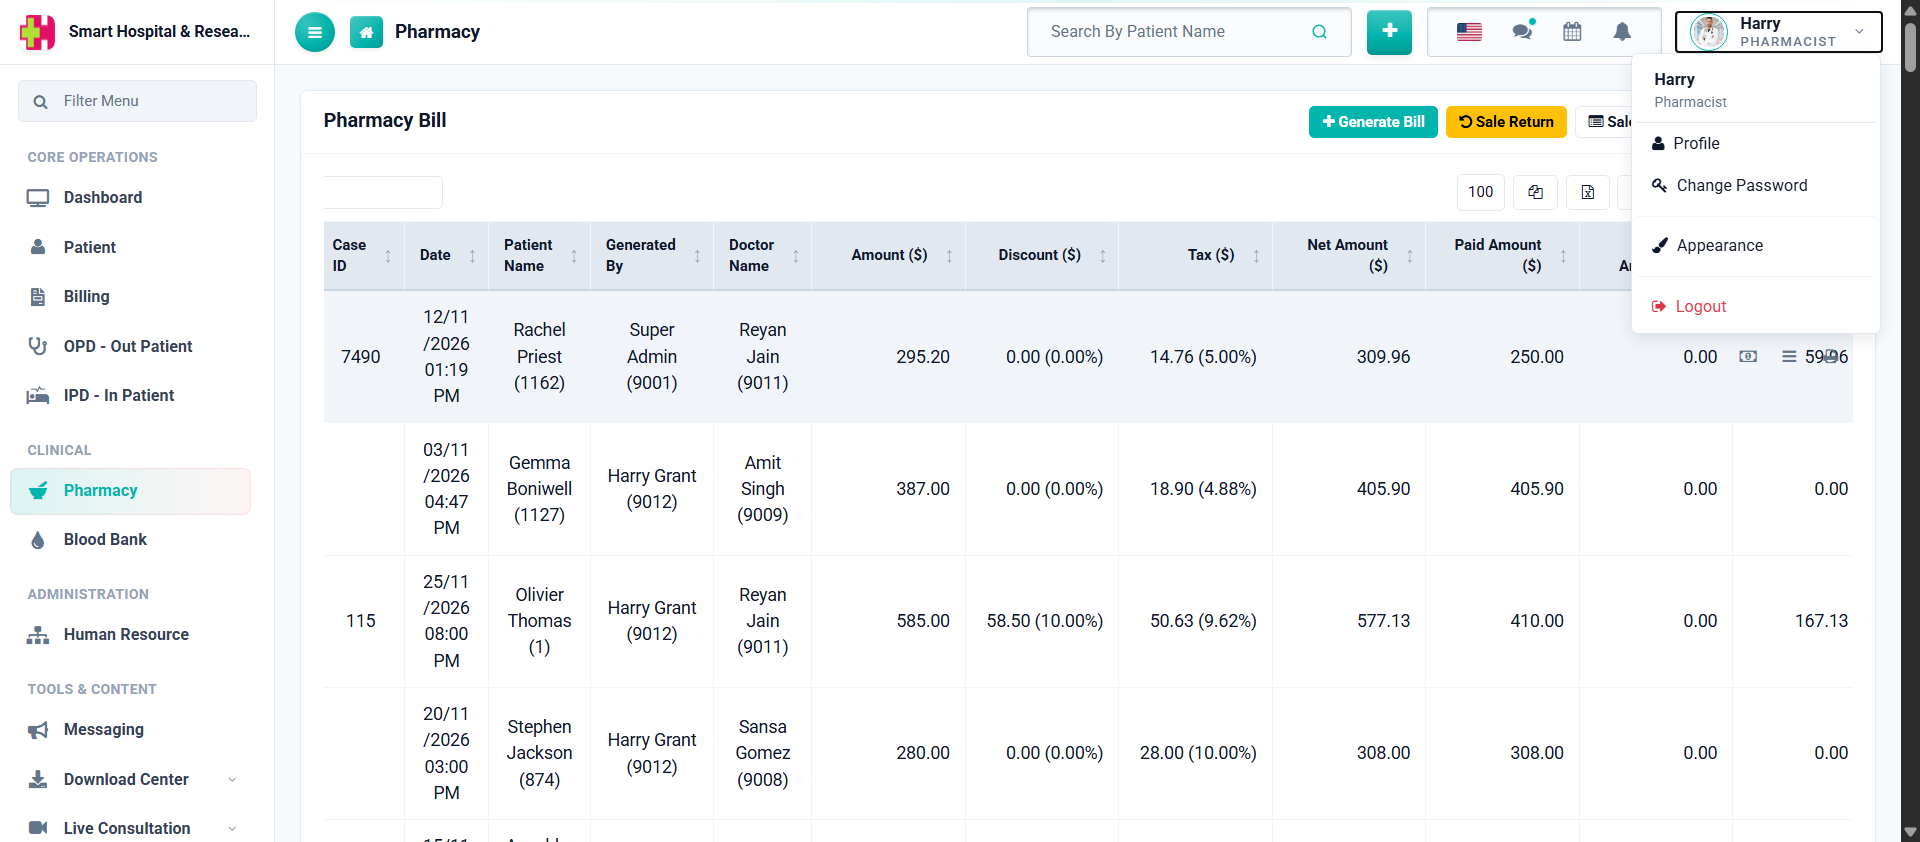 Smart Hospital & Resea...
Pharmacy
Search By Patient Name
Harry
PHARMACIST
Filter Menu
CORE OPERATIONS
Dashboard
Patient
Billing
OPD - Out Patient
IPD - In Patient
CLINICAL
Pharmacy
Blood Bank
ADMINISTRATION
Human Resource
TOOLS & CONTENT
Messaging
Download Center
Live Consultation
Harry
Pharmacist
Profile
Change Password
Appearance
Logout
Pharmacy Bill
Generate Bill
Sale Return
100
Case
ID
Date
Patient
Name
Generated
By
Doctor
Name
Amount ($)
Discount ($)
Tax ($)
Net Amount
($)
Paid Amount
($)
7490
12/11
/2026
01:19
PM
Rachel
Priest
(1162)
Super
Admin
(9001)
Reyan
Jain
(9011)
295.20
0.00 (0.00%)
14.76 (5.00%)
309.96
250.00
0.00
03/11
/2026
04:47
PM
Gemma
Boniwell
(1127)
Harry Grant
(9012)
Amit
Singh
(9009)
387.00
0.00 (0.00%)
18.90 (4.88%)
405.90
405.90
0.00
0.00
115
25/11
/2026
08:00
PM
Olivier
Thomas
(1)
Harry Grant
(9012)
Reyan
Jain
(9011)
585.00
58.50 (10.00%)
50.63 (9.62%)
577.13
410.00
0.00
167.13
20/11
/2026
03:00
PM
Stephen
Jackson
(874)
Harry Grant
(9012)
Sansa
Gomez
(9008)
280.00
0.00 (0.00%)
28.00 (10.00%)
308.00
308.00
0.00
0.00